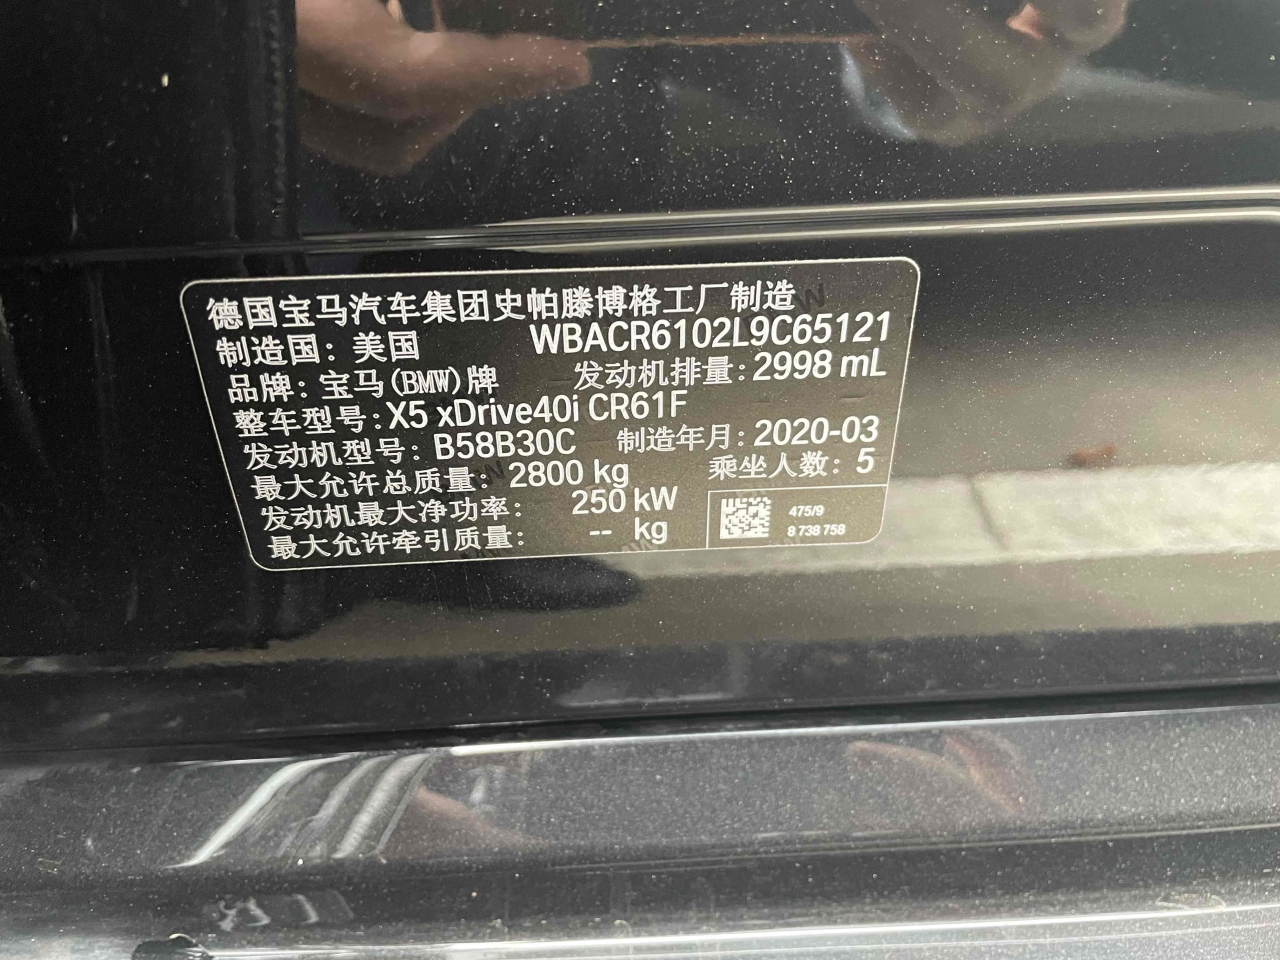 德国宝马汽车集团史帕滕博格工厂制造
制造国: 美国 WBACR6102L9C65121
品牌: 宝马(BMW)牌 发动机排量: 2998 mL
整车型号: X5 xDrive40i CR61F
发动机型号: B58B30C 制造年月: 2020-03
最大允许总质量: 2800 kg 乘坐人数: 5
发动机最大净功率: 250 kW
最大允许牵引质量: -- kg
475/9
8 738 758